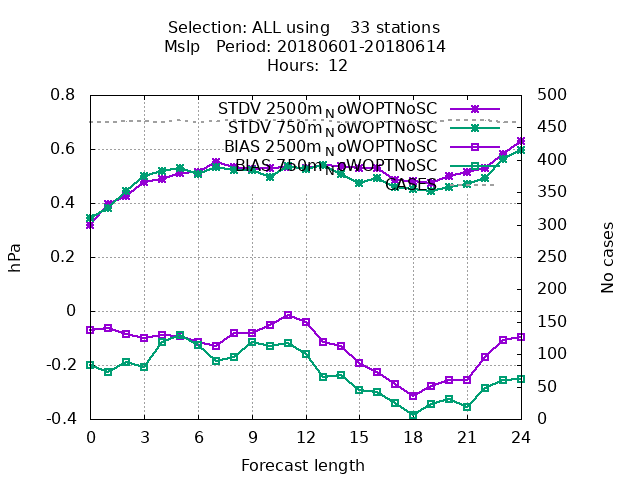 Selection: ALL using    33 stations
Mslp   Period: 20180601-20180614
Hours:  12
STDV 2500m_NoWOPTNoSC
STDV 750m_NoWOPTNoSC
BIAS 2500m_NoWOPTNoSC
BIAS 750m_NoWOPTNoSC
CASES
0.8
0.6
0.4
0.2
0
-0.2
-0.4
hPa
500
450
400
350
300
250
200
150
100
50
0
No cases
0 3 6 9 12 15 18 21 24
Forecast length